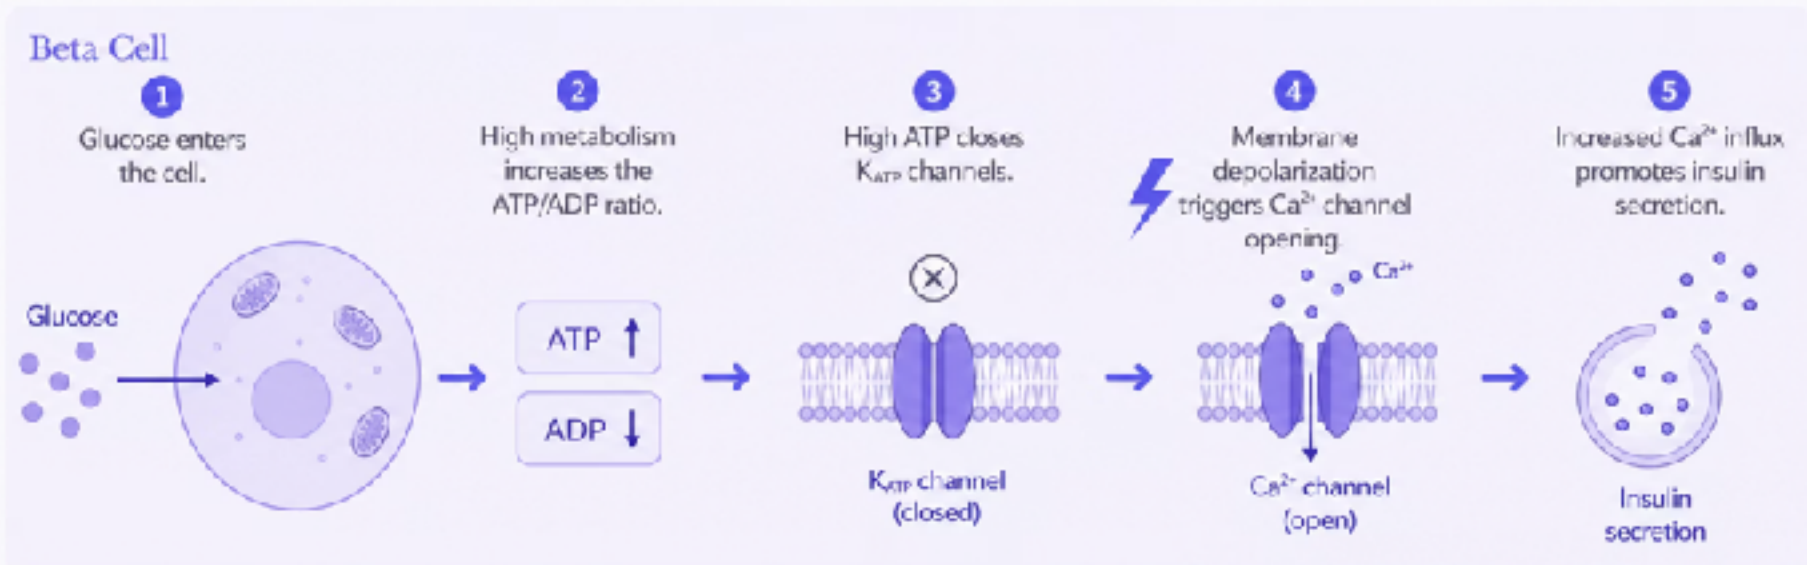 Beta Cell
1
Glucose enters
the cell.
2
High metabolism
increases the
ATP/ADP ratio.
3
High ATP closes
K_ATP channels.
4
Membrane
depolarization
triggers Ca²⁺ channel
opening.
5
Increased Ca²⁺ influx
promotes insulin
secretion.
Glucose
ATP ↑
ADP ↓
K_ATP channel
(closed)
Ca²⁺
Ca²⁺ channel
(open)
Insulin
secretion